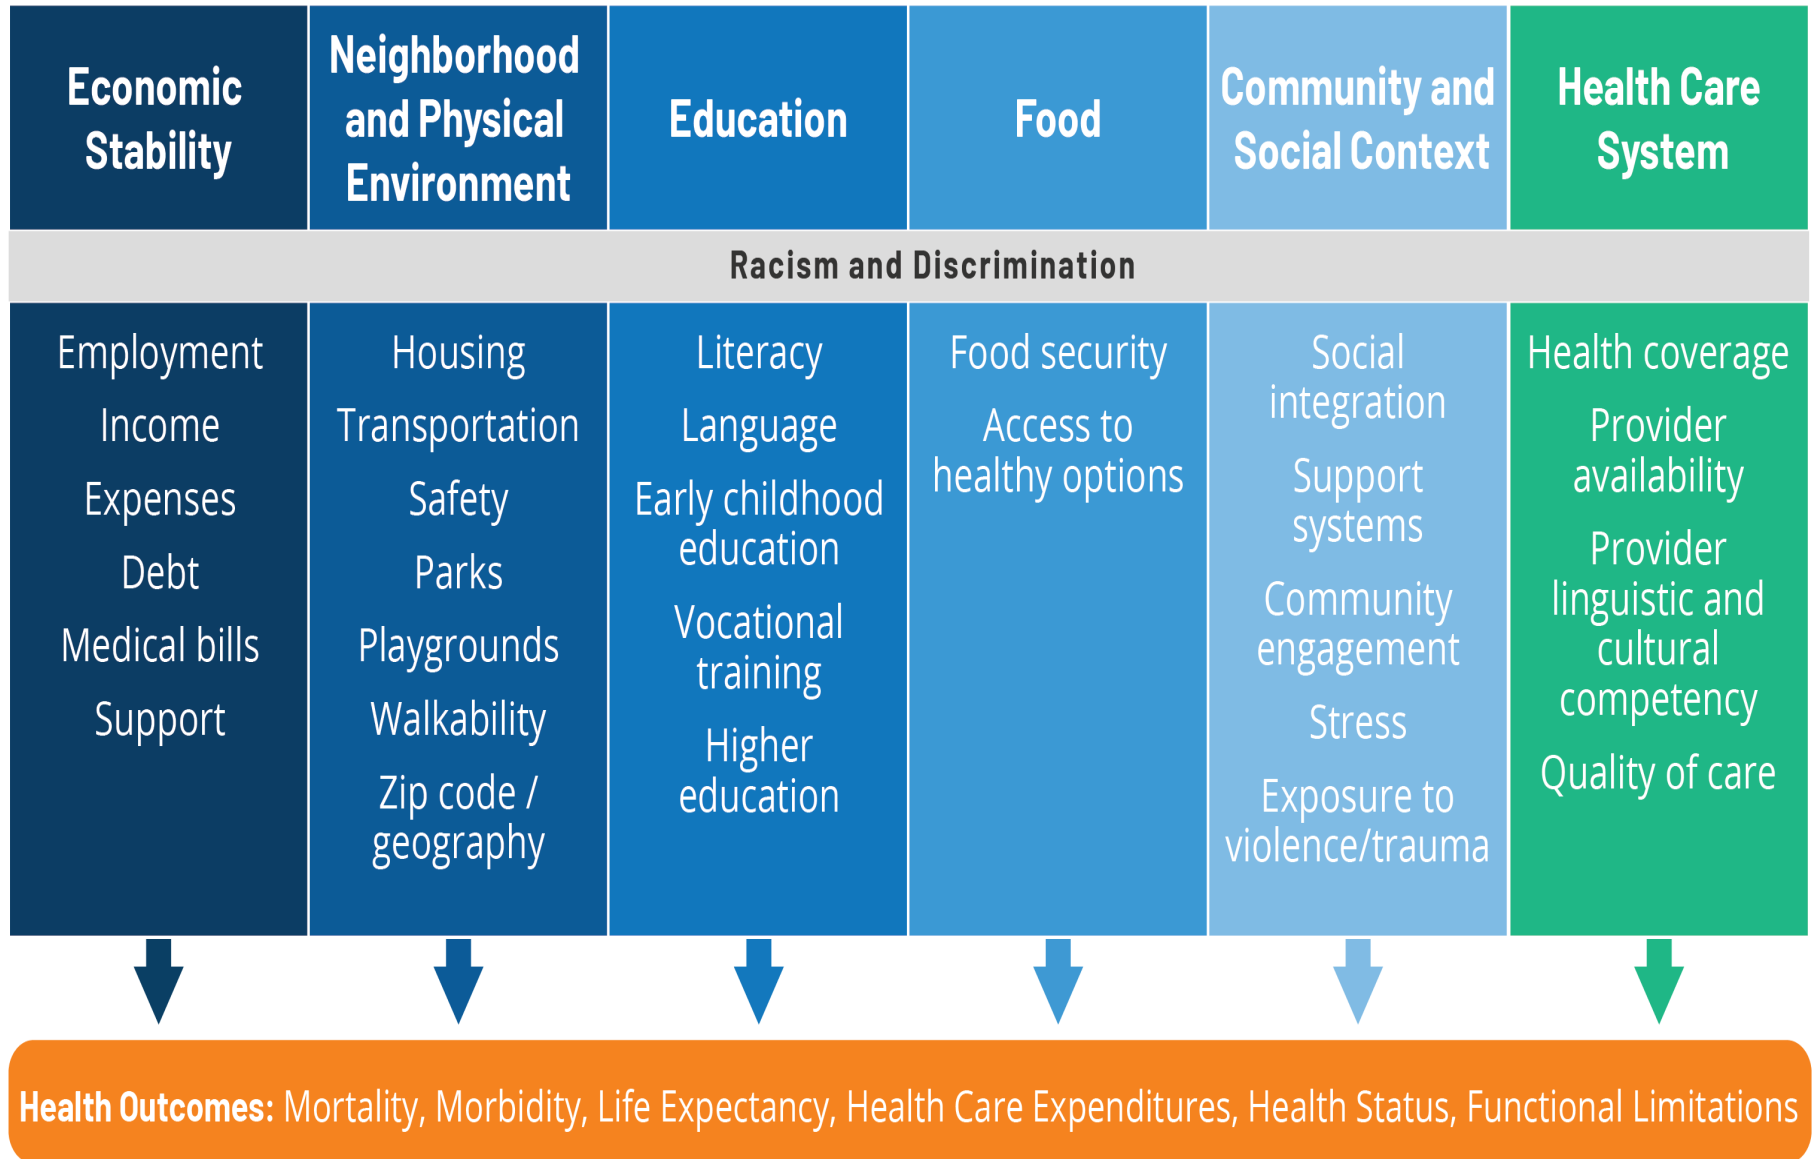 Economic
Stability
Neighborhood
and Physical
Environment
Education
Food
Community and
Social Context
Health Care
System
Racism and Discrimination
Employment
Income
Expenses
Debt
Medical bills
Support
Housing
Transportation
Safety
Parks
Playgrounds
Walkability
Zip code /
geography
Literacy
Language
Early childhood
education
Vocational
training
Higher
education
Food security
Access to
healthy options
Social
integration
Support
systems
Community
engagement
Stress
Exposure to
violence/trauma
Health coverage
Provider
availability
Provider
linguistic and
cultural
competency
Quality of care
Health Outcomes: Mortality, Morbidity, Life Expectancy, Health Care Expenditures, Health Status, Functional Limitations